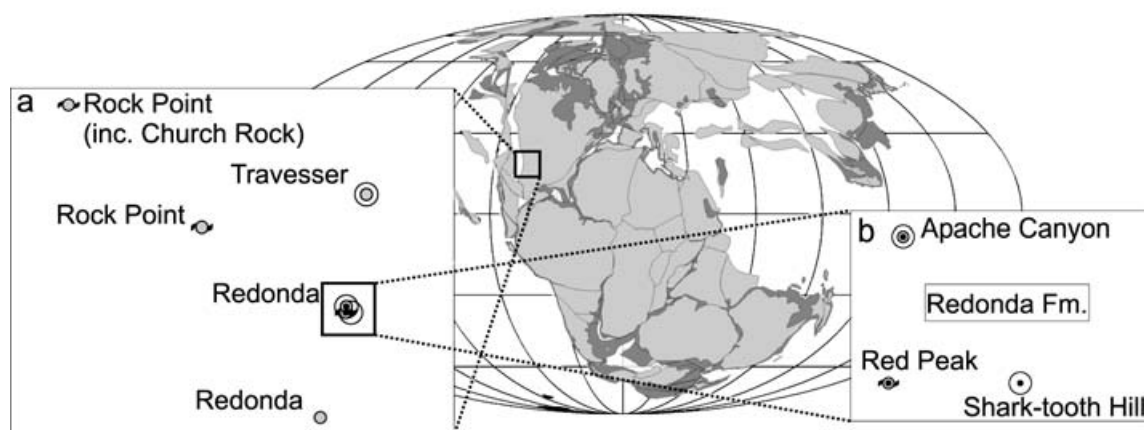 a
Rock Point
(inc. Church Rock)
Travesser
Rock Point
Redonda
Redonda
b
Apache Canyon
Redonda Fm.
Red Peak
Shark-tooth Hill